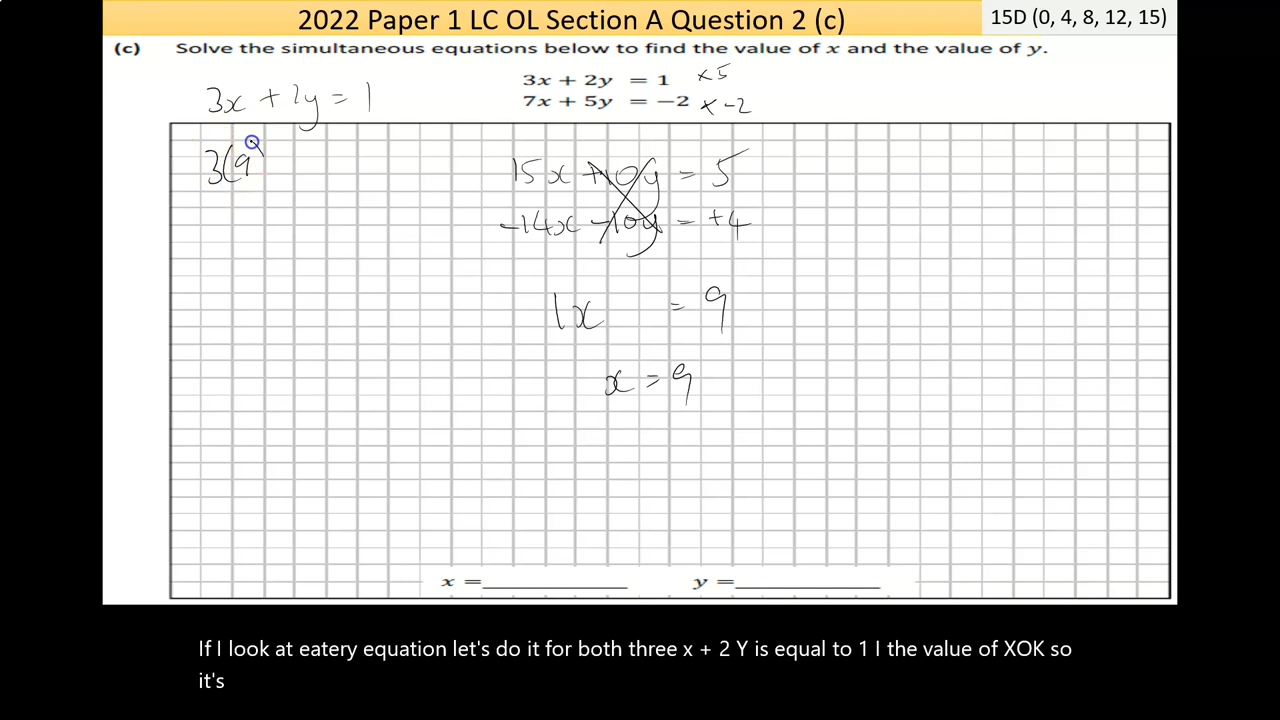 2022 Paper 1 LC OL Section A Question 2 (c)
15D (0, 4, 8, 12, 15)
(c) Solve the simultaneous equations below to find the value of x and the value of y.
3x + 2y = 1 ×5
7x + 5y = −2 × −2
3x + 2y = 1
3(9)
15x +10y = 5
-14x -10y = +4
1x = 9
x = 9
x =__________ y =__________
If I look at eatery equation let's do it for both three x + 2 Y is equal to 1 I the value of XOK so
it's